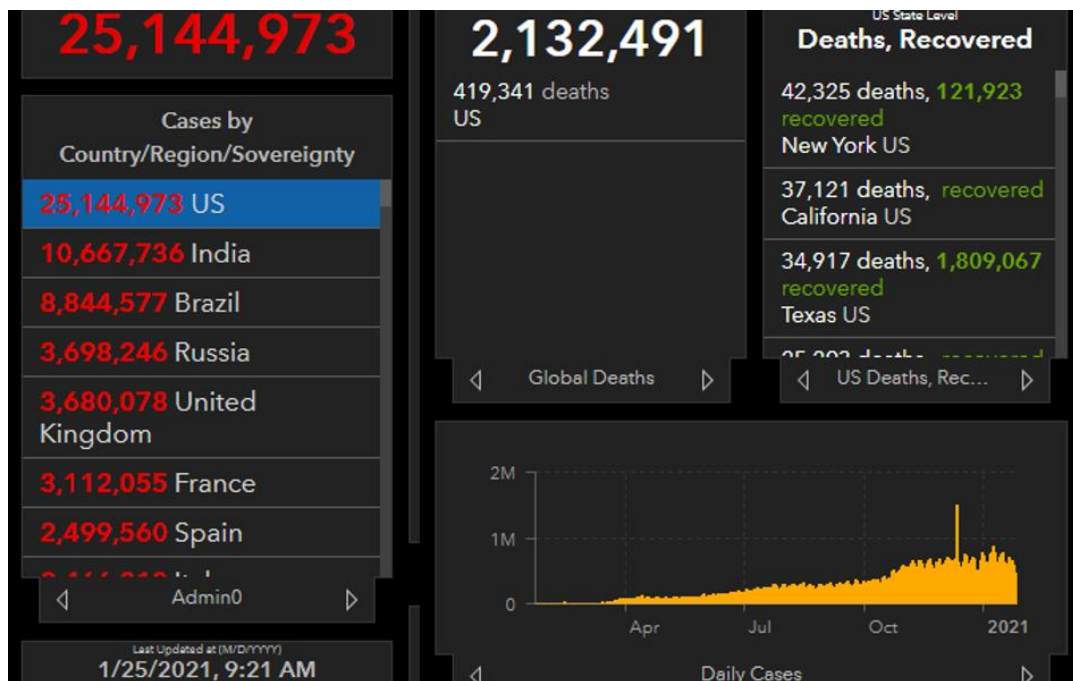 25,144,973
Cases by
Country/Region/Sovereignty
25,144,973 US
10,667,736 India
8,844,577 Brazil
3,698,246 Russia
3,680,078 United
Kingdom
3,112,055 France
2,499,560 Spain
Admin0
Last Updated at (M/D/YYYY)
1/25/2021, 9:21 AM
2,132,491
419,341 deaths
US
Global Deaths
US State Level
Deaths, Recovered
42,325 deaths, 121,923
recovered
New York US
37,121 deaths, recovered
California US
34,917 deaths, 1,809,067
recovered
Texas US
deaths, recovered
US Deaths, Rec...
2M
1M
0
Apr
Jul
Oct
2021
Daily Cases